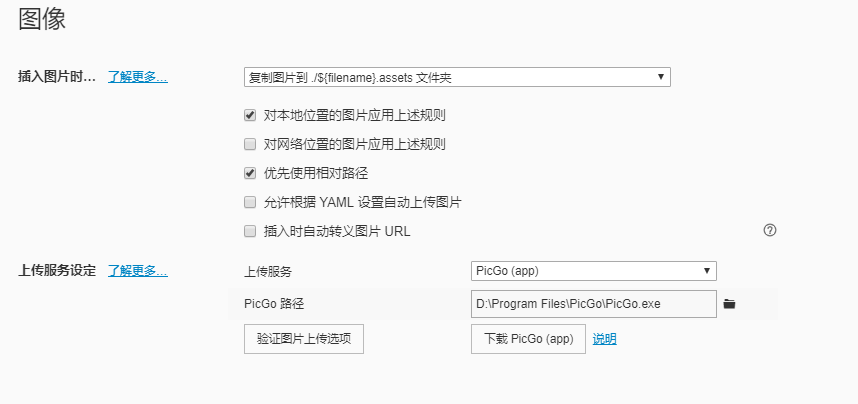 图像
插入图片时… 了解更多… 复制图片到 ./${filename}.assets 文件夹
对本地位置的图片应用上述规则
对网络位置的图片应用上述规则
优先使用相对路径
允许根据 YAML 设置自动上传图片
插入时自动转义图片 URL
上传服务设定 了解更多… 上传服务 PicGo (app)
PicGo 路径 D:\Program Files\PicGo\PicGo.exe
验证图片上传选项 下载 PicGo (app) 说明